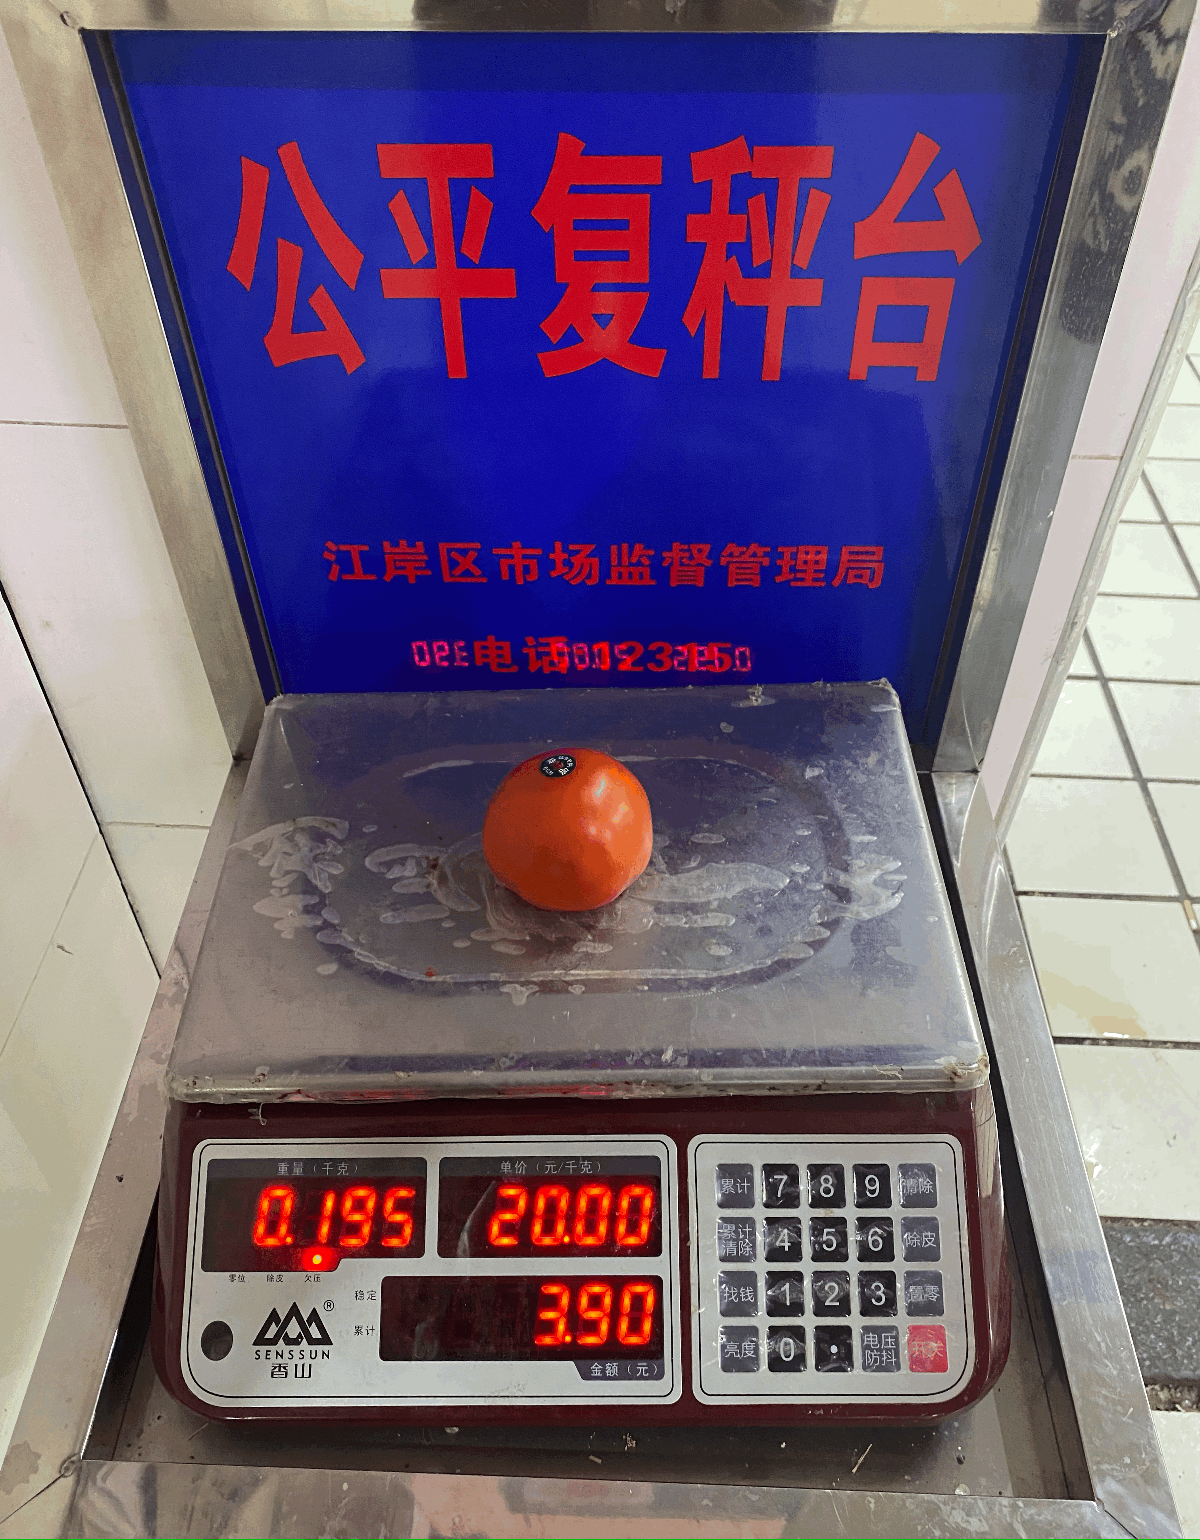 公平复秤台
江岸区市场监督管理局
电话:12315
重量（千克）
单价（元/千克）
0.195
20.00
零位 除皮 欠压
稳定
累计
3.90
金额（元）
®
SENSSUN
香山
累计 7 8 9 清除
累计清除 4 5 6 除皮
找钱 1 2 3 置零
亮度 0 . 电压防抖 开关